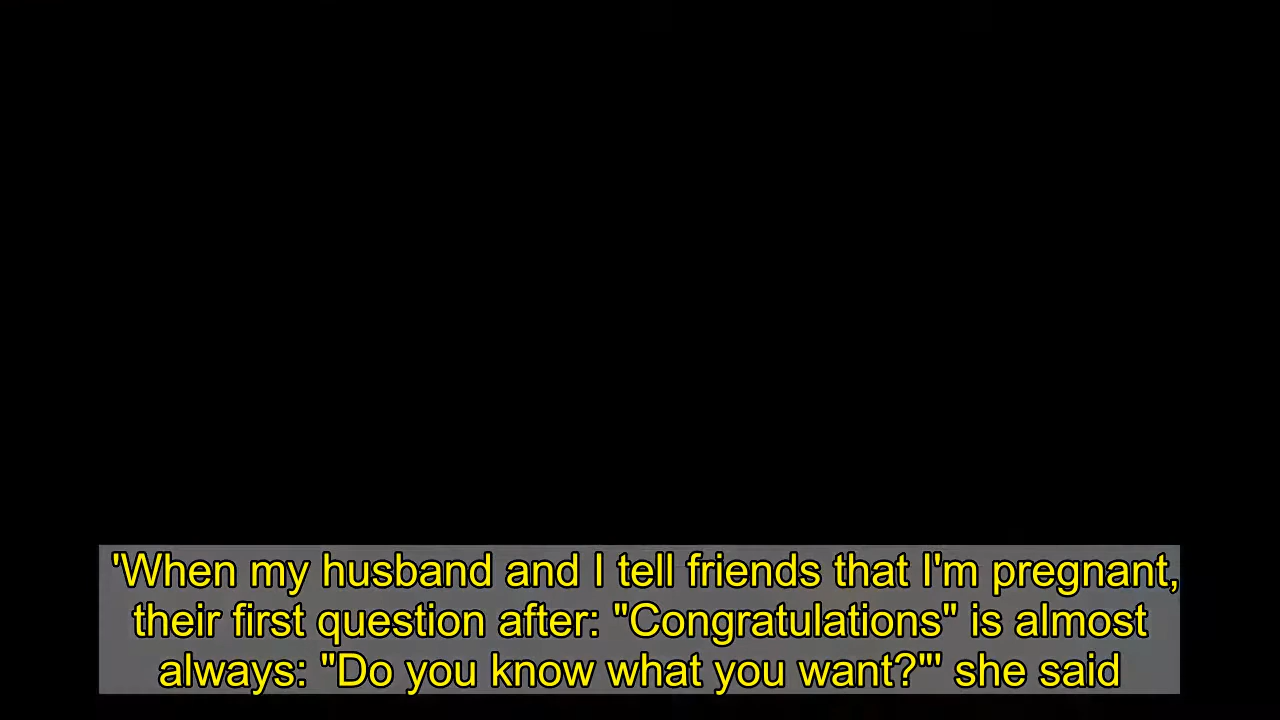 'When my husband and I tell friends that I'm pregnant,
their first question after: "Congratulations" is almost
always: "Do you know what you want?"' she said